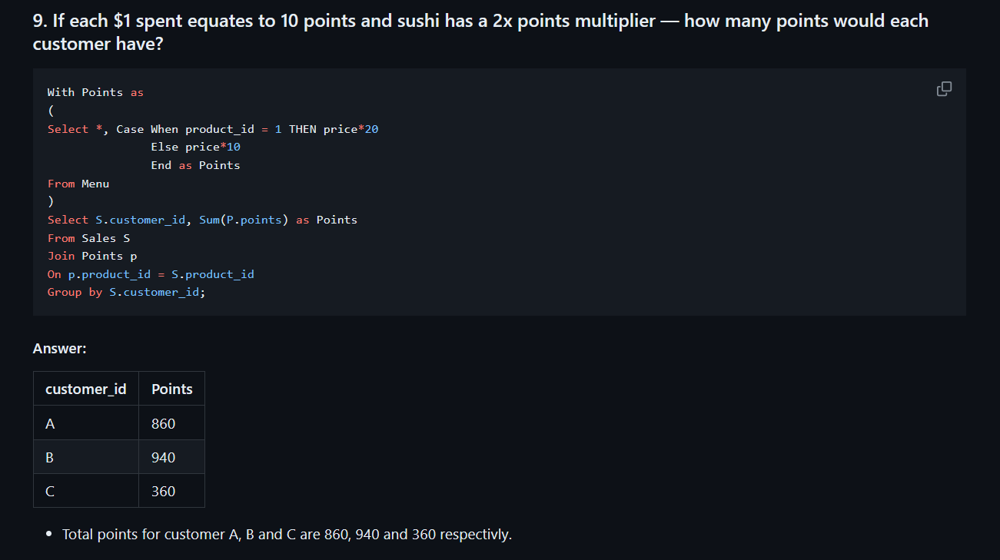 9. If each $1 spent equates to 10 points and sushi has a 2x points multiplier — how many points would each
customer have?
With Points as
(
Select *, Case When product_id = 1 THEN price*20
Else price*10
End as Points
From Menu
)
Select S.customer_id, Sum(P.points) as Points
From Sales S
Join Points p
On p.product_id = S.product_id
Group by S.customer_id;
Answer:
customer_id Points
A 860
B 940
C 360
• Total points for customer A, B and C are 860, 940 and 360 respectivly.